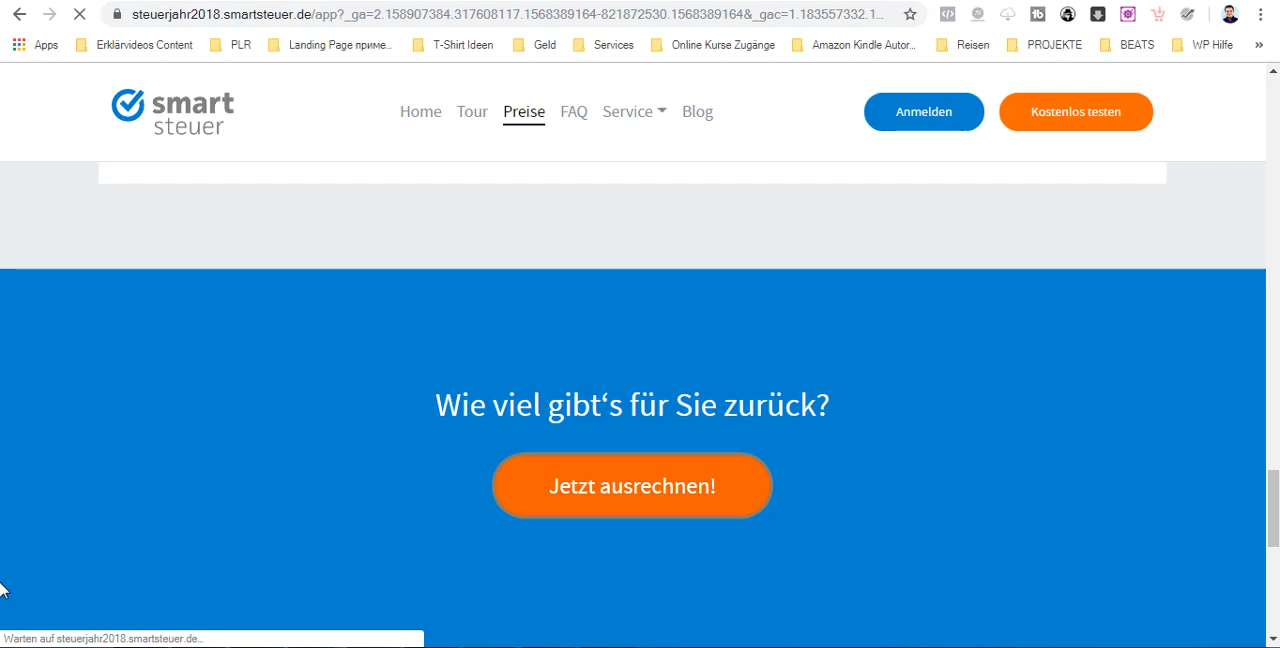 steuerjahr2018.smartsteuer.de/app?_ga=2.158907384.317608117.1568389164-821872530.1568389164&_gac=1.183557332.1...
Apps Erklärvideos Content PLR Landing Page приме... T-Shirt Ideen Geld Services Online Kurse Zugänge Amazon Kindle Autor... Reisen PROJEKTE BEATS WP Hilfe »
smart
steuer
Home Tour Preise FAQ Service Blog Anmelden Kostenlos testen
Wie viel gibt‘s für Sie zurück?
Jetzt ausrechnen!
Warten auf steuerjahr2018.smartsteuer.de...